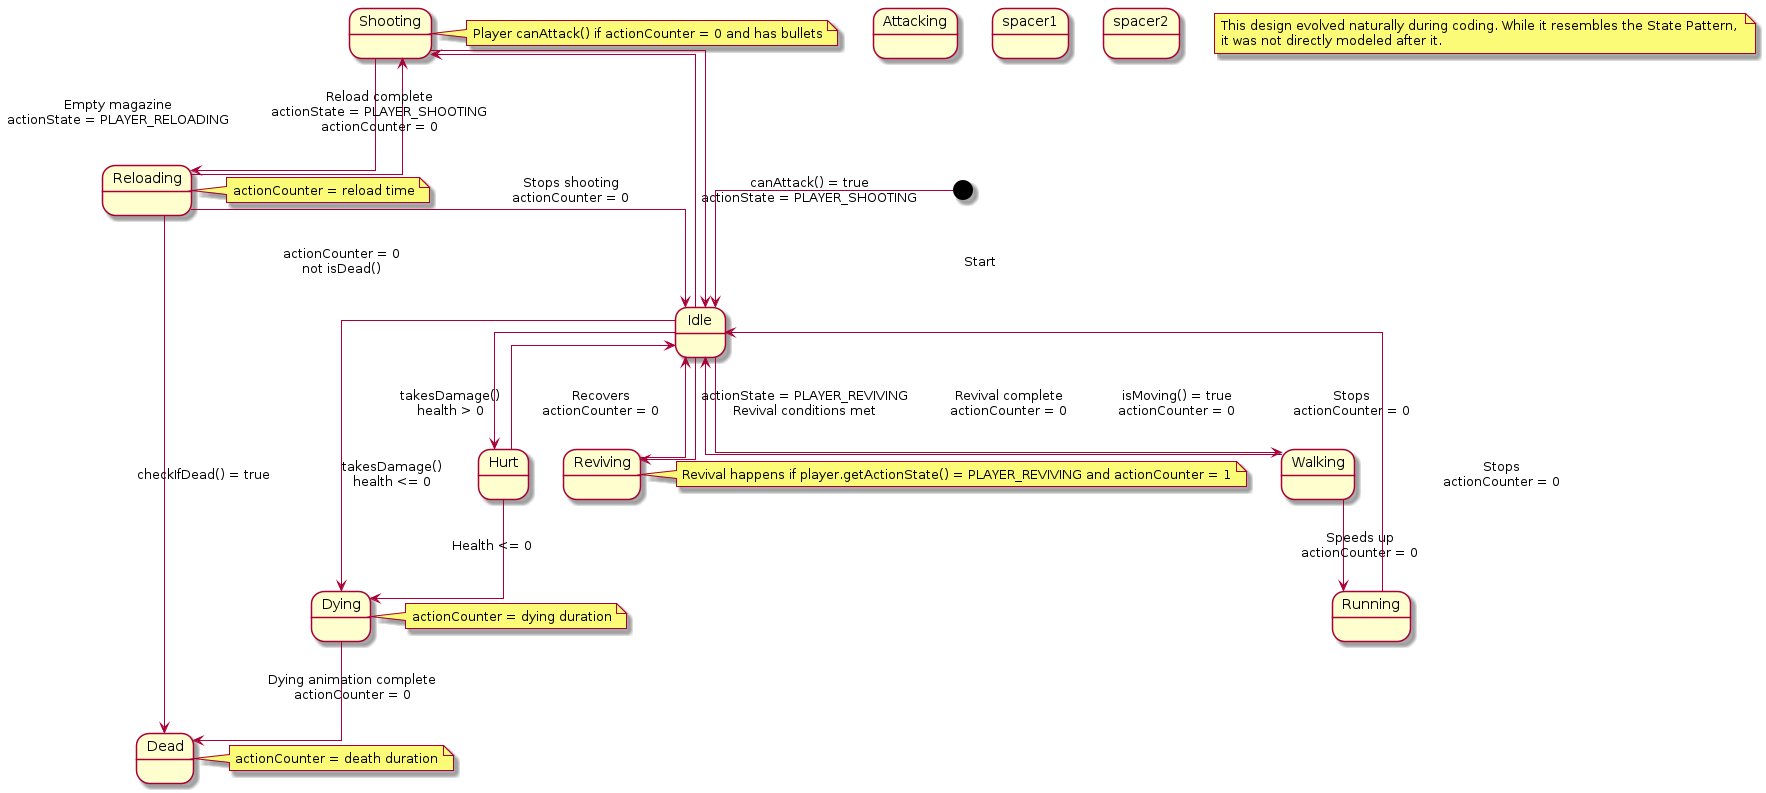 Shooting
Player canAttack() if actionCounter = 0 and has bullets
Attacking
spacer1
spacer2
This design evolved naturally during coding. While it resembles the State Pattern,
it was not directly modeled after it.
Empty magazine
actionState = PLAYER_RELOADING
Reload complete
actionState = PLAYER_SHOOTING
actionCounter = 0
Reloading
actionCounter = reload time
Stops shooting
actionCounter = 0
canAttack() = true
actionState = PLAYER_SHOOTING
actionCounter = 0
not isDead()
Start
Idle
takesDamage()
health > 0
Recovers
actionCounter = 0
actionState = PLAYER_REVIVING
Revival conditions met
Revival complete
actionCounter = 0
isMoving() = true
actionCounter = 0
Stops
actionCounter = 0
checkIfDead() = true
takesDamage()
health <= 0
Hurt
Reviving
Revival happens if player.getActionState() = PLAYER_REVIVING and actionCounter = 1
Walking
Stops
actionCounter = 0
Health <= 0
Speeds up
actionCounter = 0
Dying
actionCounter = dying duration
Running
Dying animation complete
actionCounter = 0
Dead
actionCounter = death duration